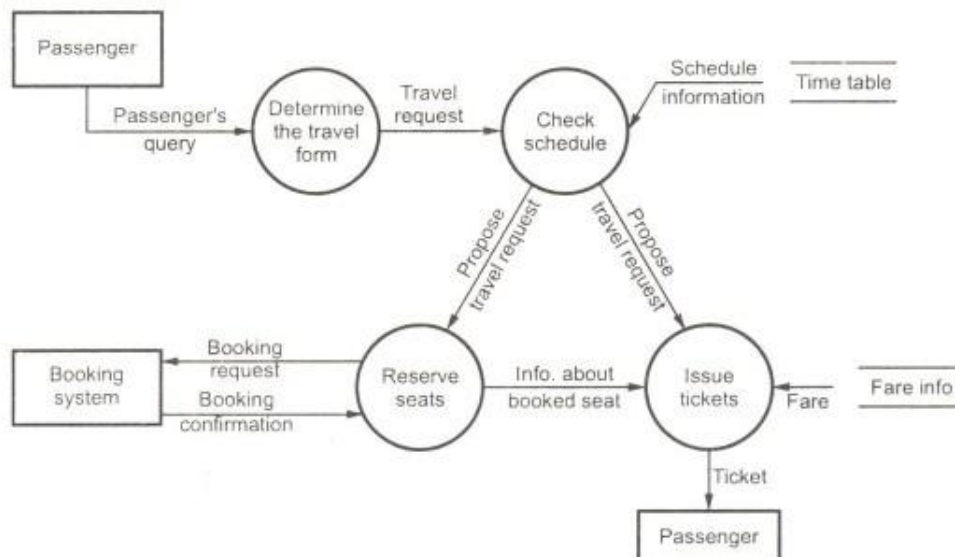 Passenger
Passenger's
query
Determine
the travel
form
Travel
request
Check
schedule
Schedule
information
Time table
Propose
travel request
Propose
travel request
Booking
system
Booking
request
Booking
confirmation
Reserve
seats
Info. about
booked seat
Issue
tickets
Fare
Fare info
Ticket
Passenger